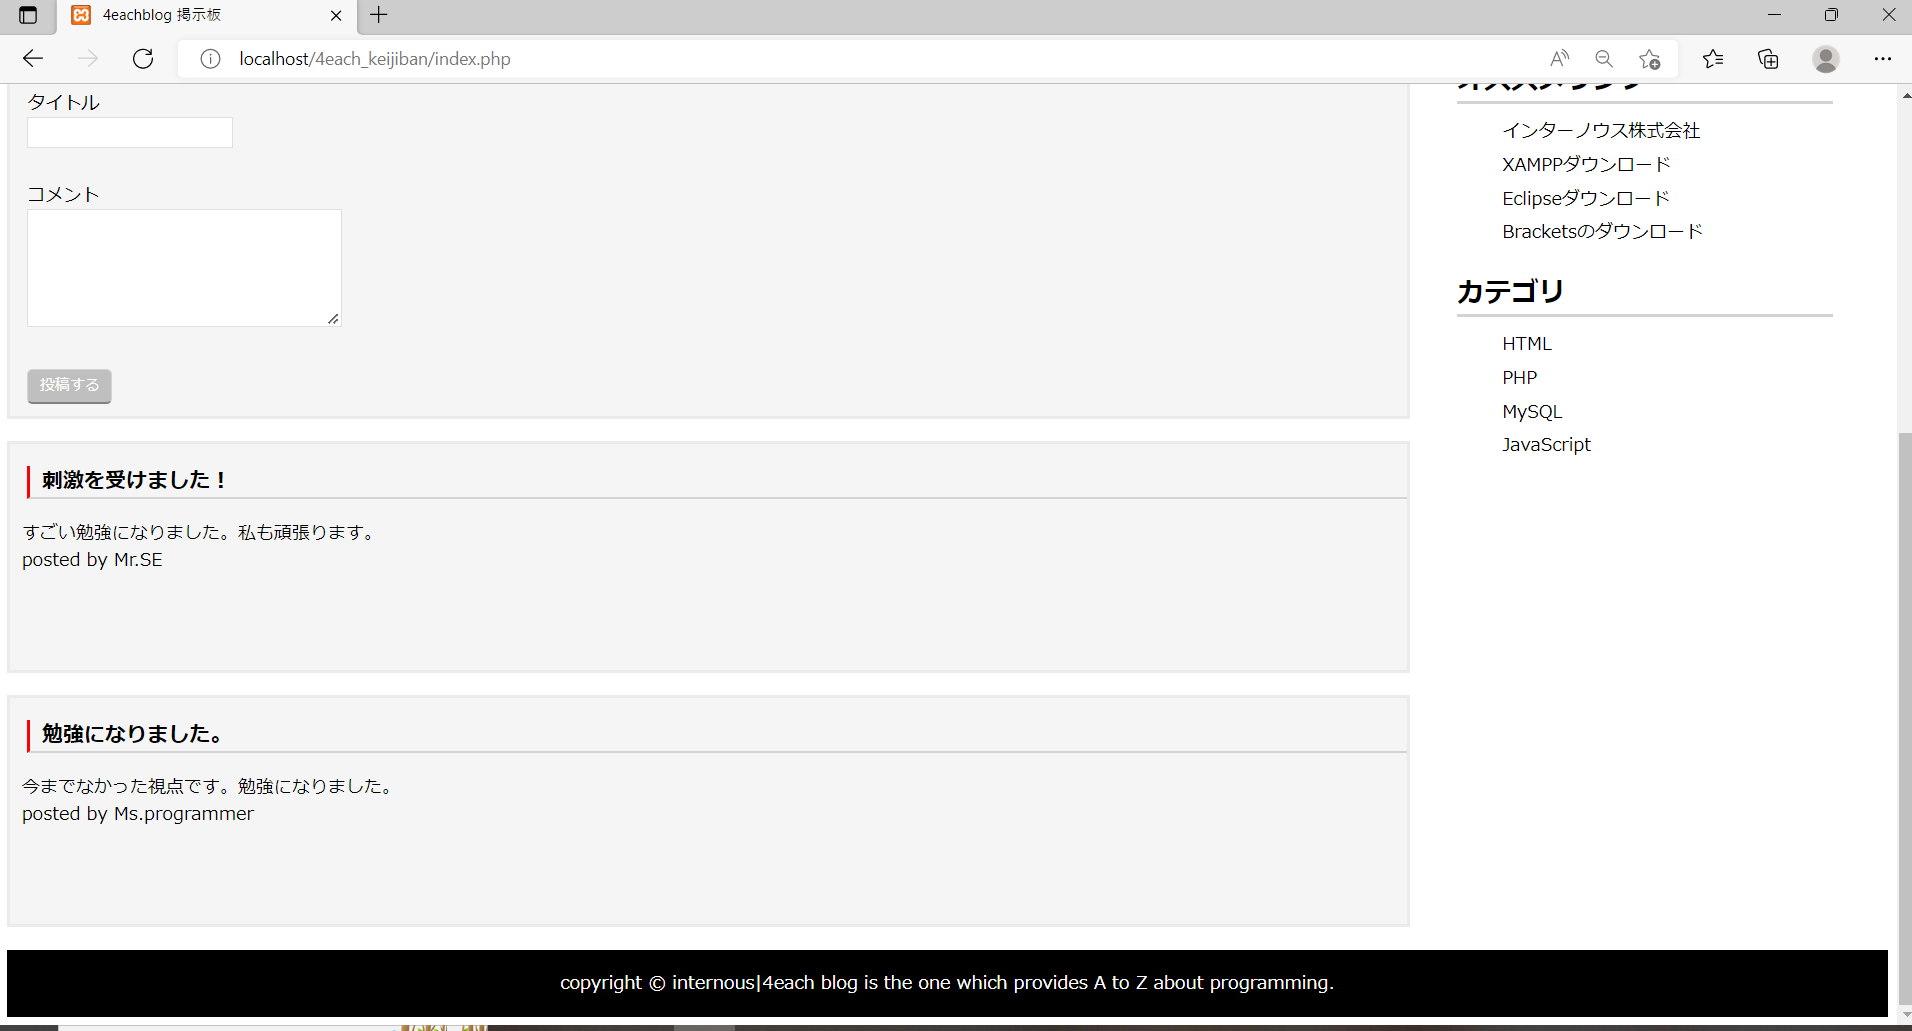 4eachblog 掲示板
localhost/4each_keijiban/index.php
タイトル
コメント
投稿する
刺激を受けました！
すごい勉強になりました。私も頑張ります。
posted by Mr.SE
勉強になりました。
今までなかった視点です。勉強になりました。
posted by Ms.programmer
インターノウス株式会社
XAMPPダウンロード
Eclipseダウンロード
Bracketsのダウンロード
カテゴリ
HTML
PHP
MySQL
JavaScript
copyright © internous|4each blog is the one which provides A to Z about programming.